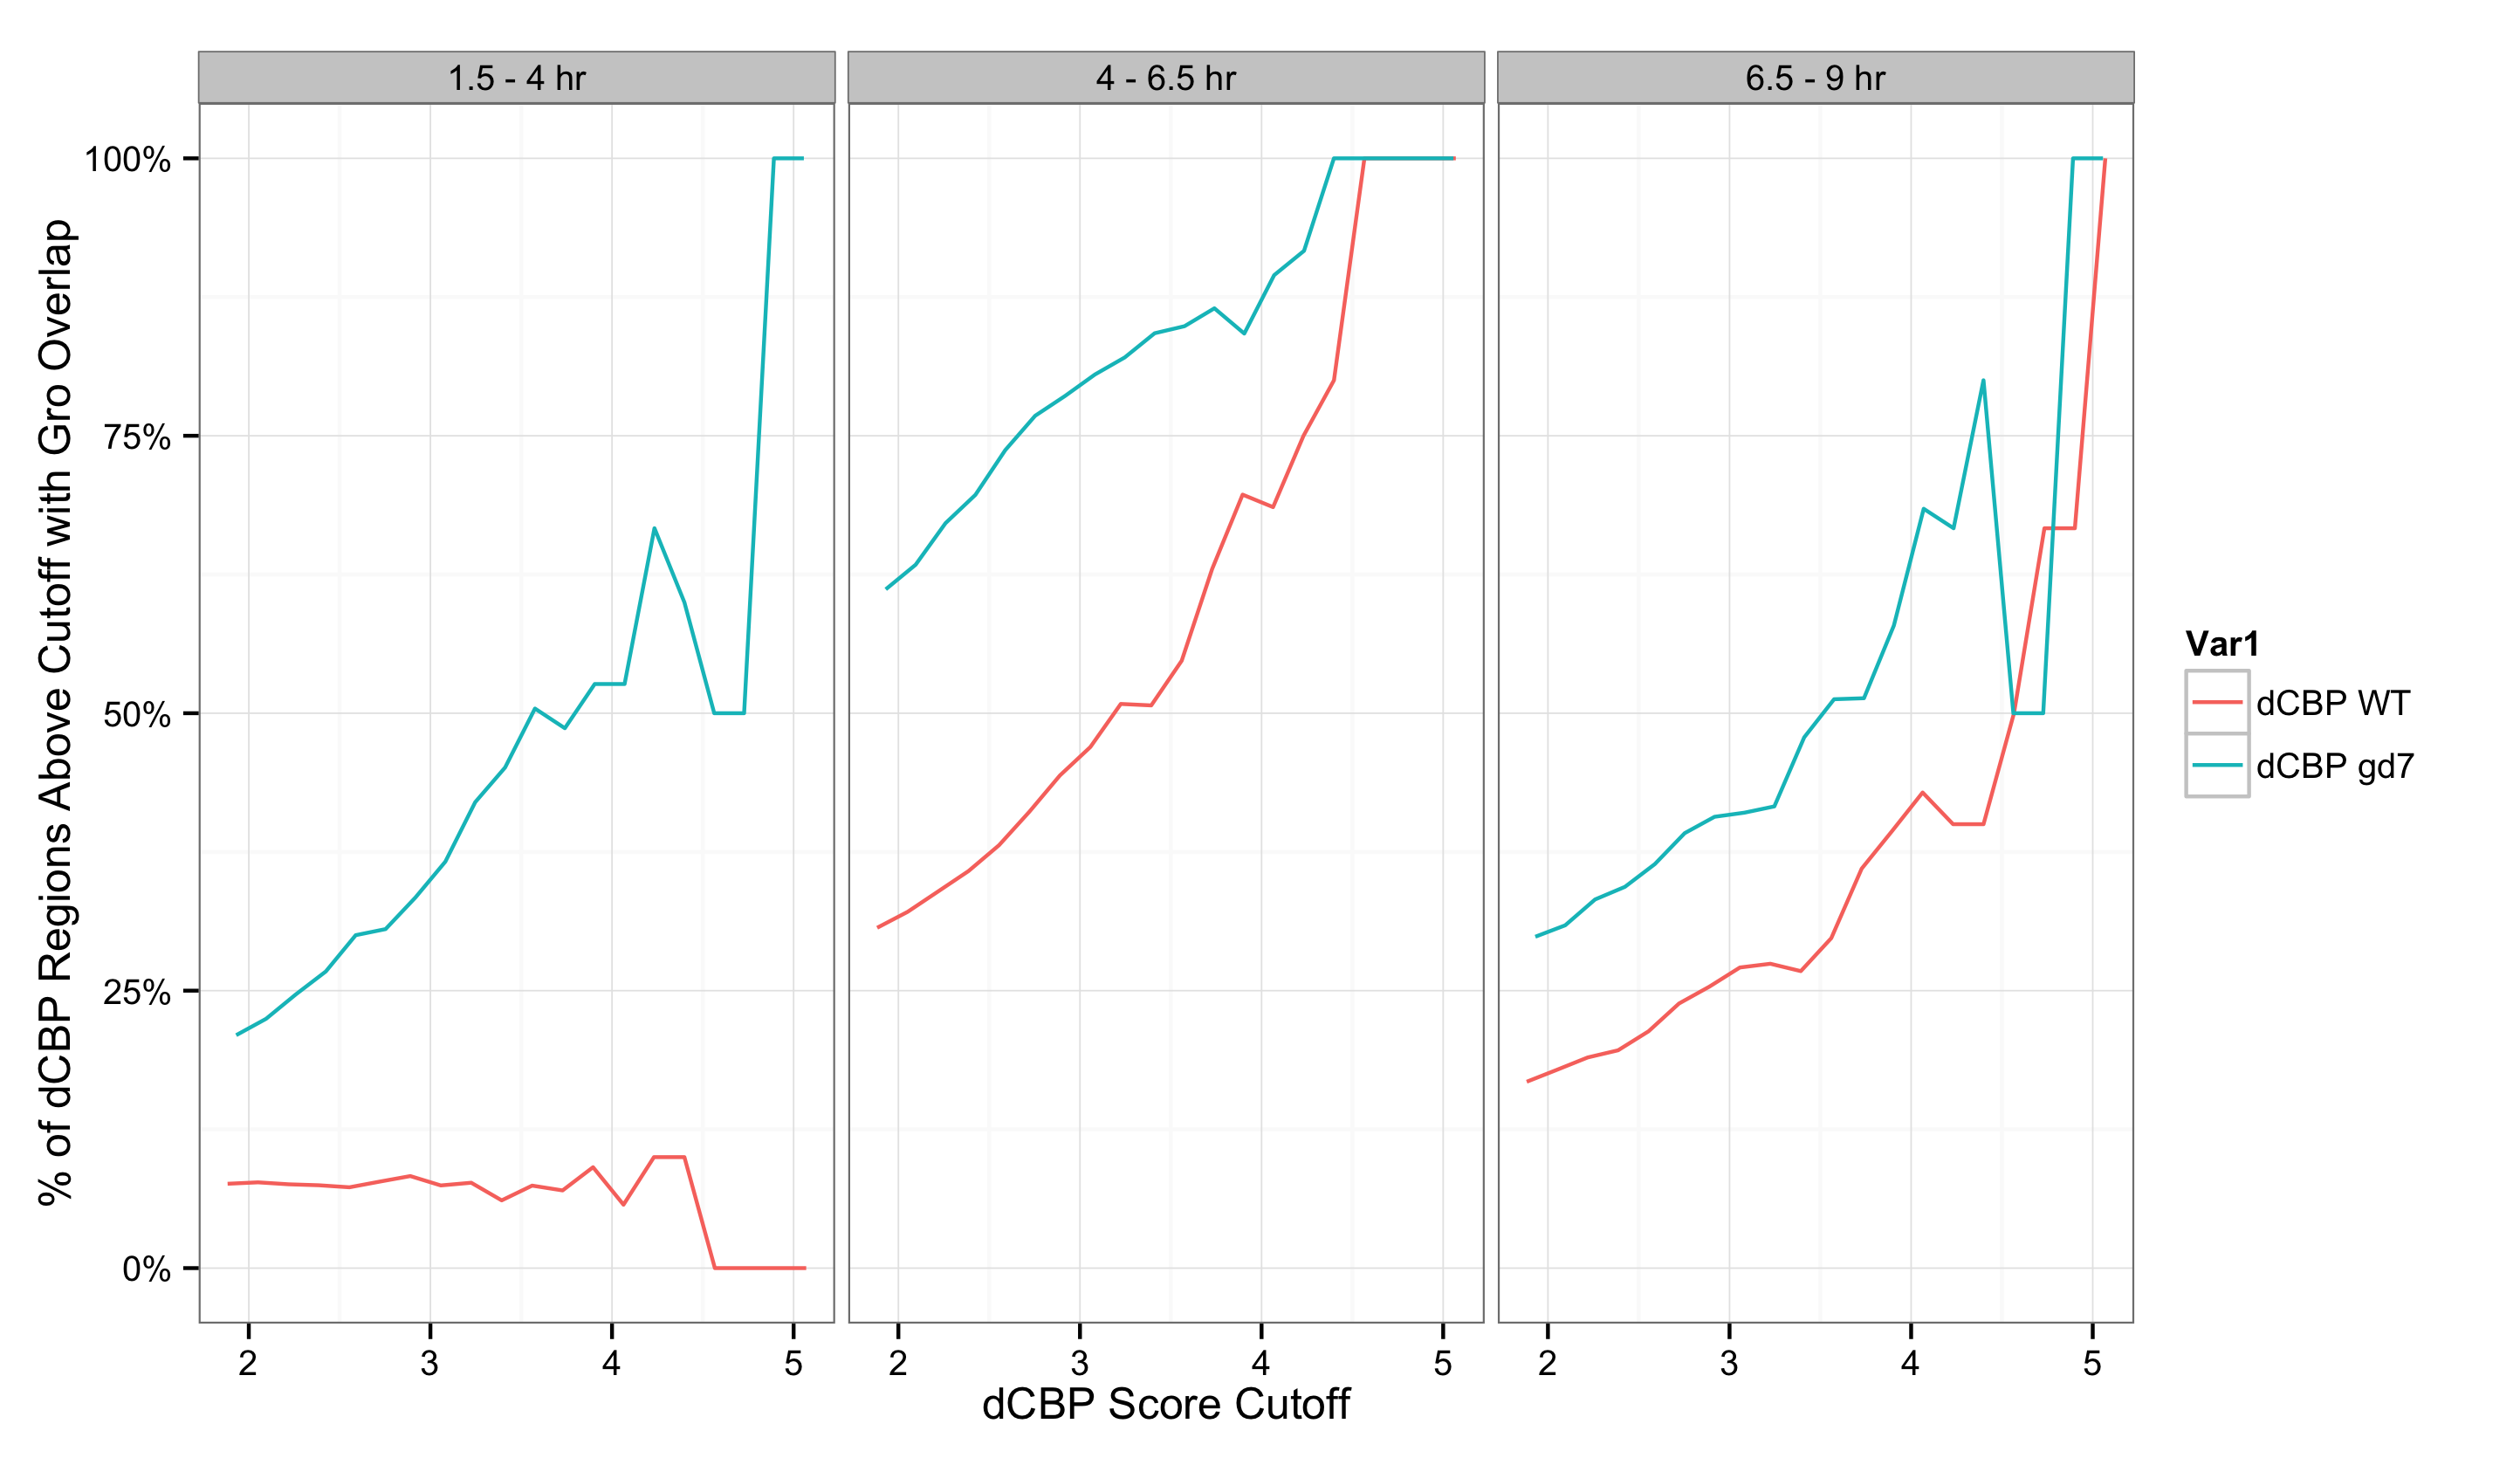 1.5 - 4 hr
4 - 6.5 hr
6.5 - 9 hr
% of dCBP Regions Above Cutoff with Gro Overlap
100%
75%
50%
25%
0%
2 3 4 5
2 3 4 5
2 3 4 5
dCBP Score Cutoff
Var1
dCBP WT
dCBP gd7